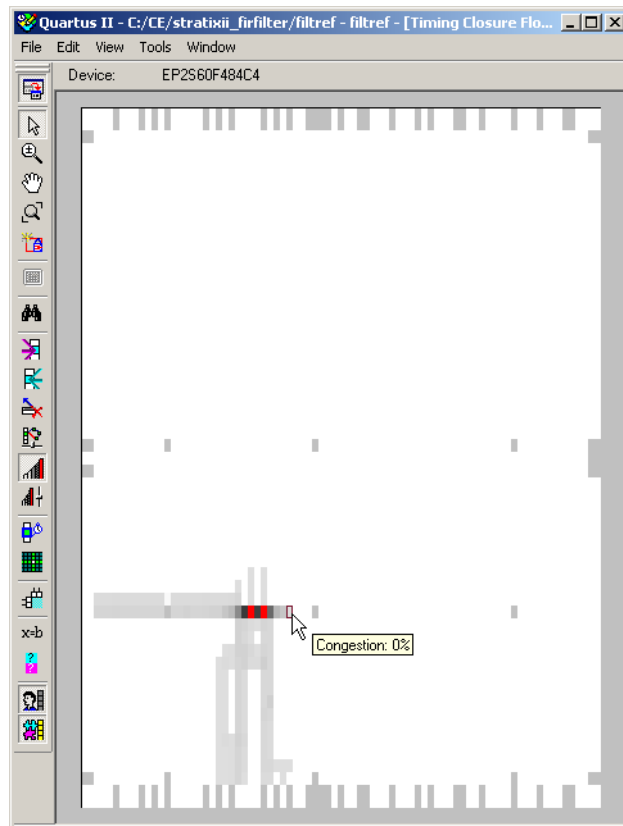 Quartus II - C:/CE/stratixii_firfilter/filtref - filtref - [Timing Closure Flo...
File Edit View Tools Window
Device: EP2S60F484C4
Congestion: 0%
x=b
?
?